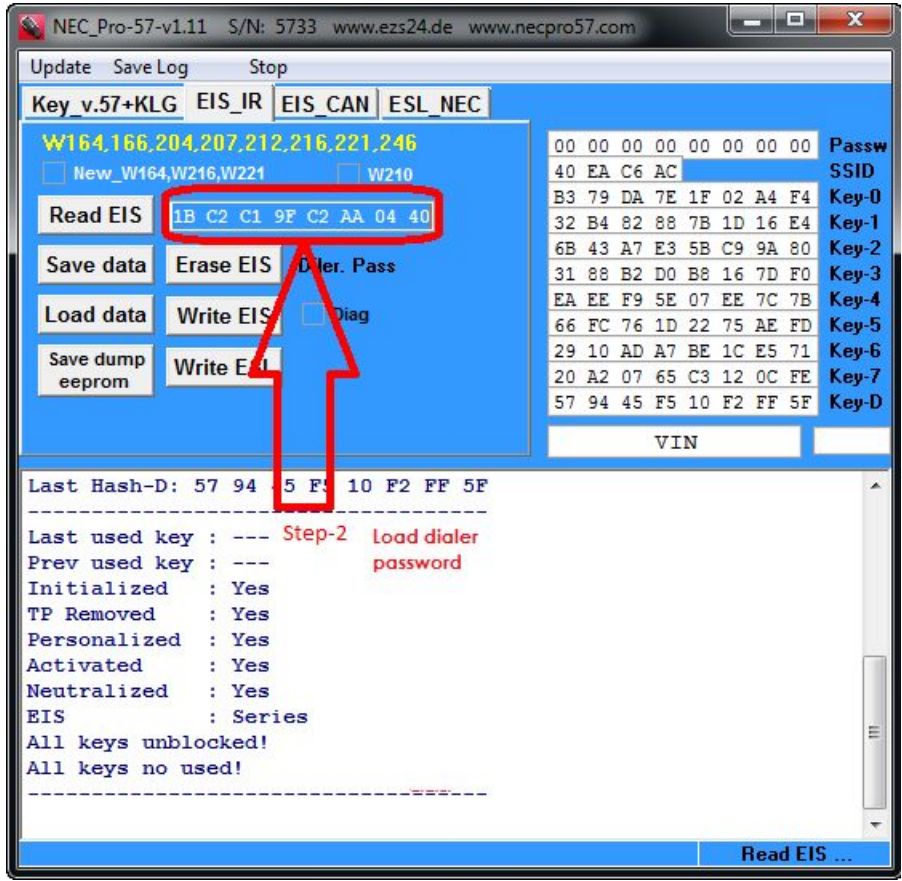 NEC_Pro-57-v1.11 S/N: 5733 www.ezs24.de www.necpro57.com
Update Save Log Stop
Key_v.57+KLG EIS_IR EIS_CAN ESL_NEC
W164,166,204,207,212,216,221,246
New_W164,W216,W221 W210
Read EIS 1B C2 C1 9F C2 AA 04 40
Save data Erase EIS Diler. Pass
Load data Write EIS Diag
Save dump
eeprom
Write ESL
00 00 00 00 00 00 00 00 Passw
40 EA C6 AC SSID
B3 79 DA 7E 1F 02 A4 F4 Key-0
32 B4 82 88 7B 1D 16 E4 Key-1
6B 43 A7 E3 5B C9 9A 80 Key-2
31 88 B2 D0 B8 16 7D F0 Key-3
EA EE F9 5E 07 EE 7C 7B Key-4
66 FC 76 1D 22 75 AE FD Key-5
29 10 AD A7 BE 1C E5 71 Key-6
20 A2 07 65 C3 12 0C FE Key-7
57 94 45 F5 10 F2 FF 5F Key-D
VIN
Last Hash-D: 57 94 45 F5 10 F2 FF 5F
-------------------------------------
Last used key : ---
Step-2 Load dialer
password
Prev used key : ---
Initialized : Yes
TP Removed : Yes
Personalized : Yes
Activated : Yes
Neutralized : Yes
EIS : Series
All keys unblocked!
All keys no used!
-------------------------------------
Read EIS ...